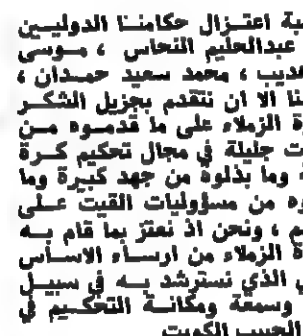 بة اعتزال حكامنا الدوليين
عبدالحليم النحاس ، موسى
عديب ، محمد سعيد حمدان ،
نا الا ان نتقدم بجزيل الشكر
ة الزملاء على ما قدموه من
ت جليلة في مجال تحكيم كرة
وما بذلوه من جهد كبيرة وما
وه من مسؤوليات القيت على
م ، ونحن اذ نعتز بما قام به
ة الزملاء من ارساء الاساس
ي الذي نسترشد به في سبيل
وسمعة ومكانة التحكيم في
الحبيب الكويت